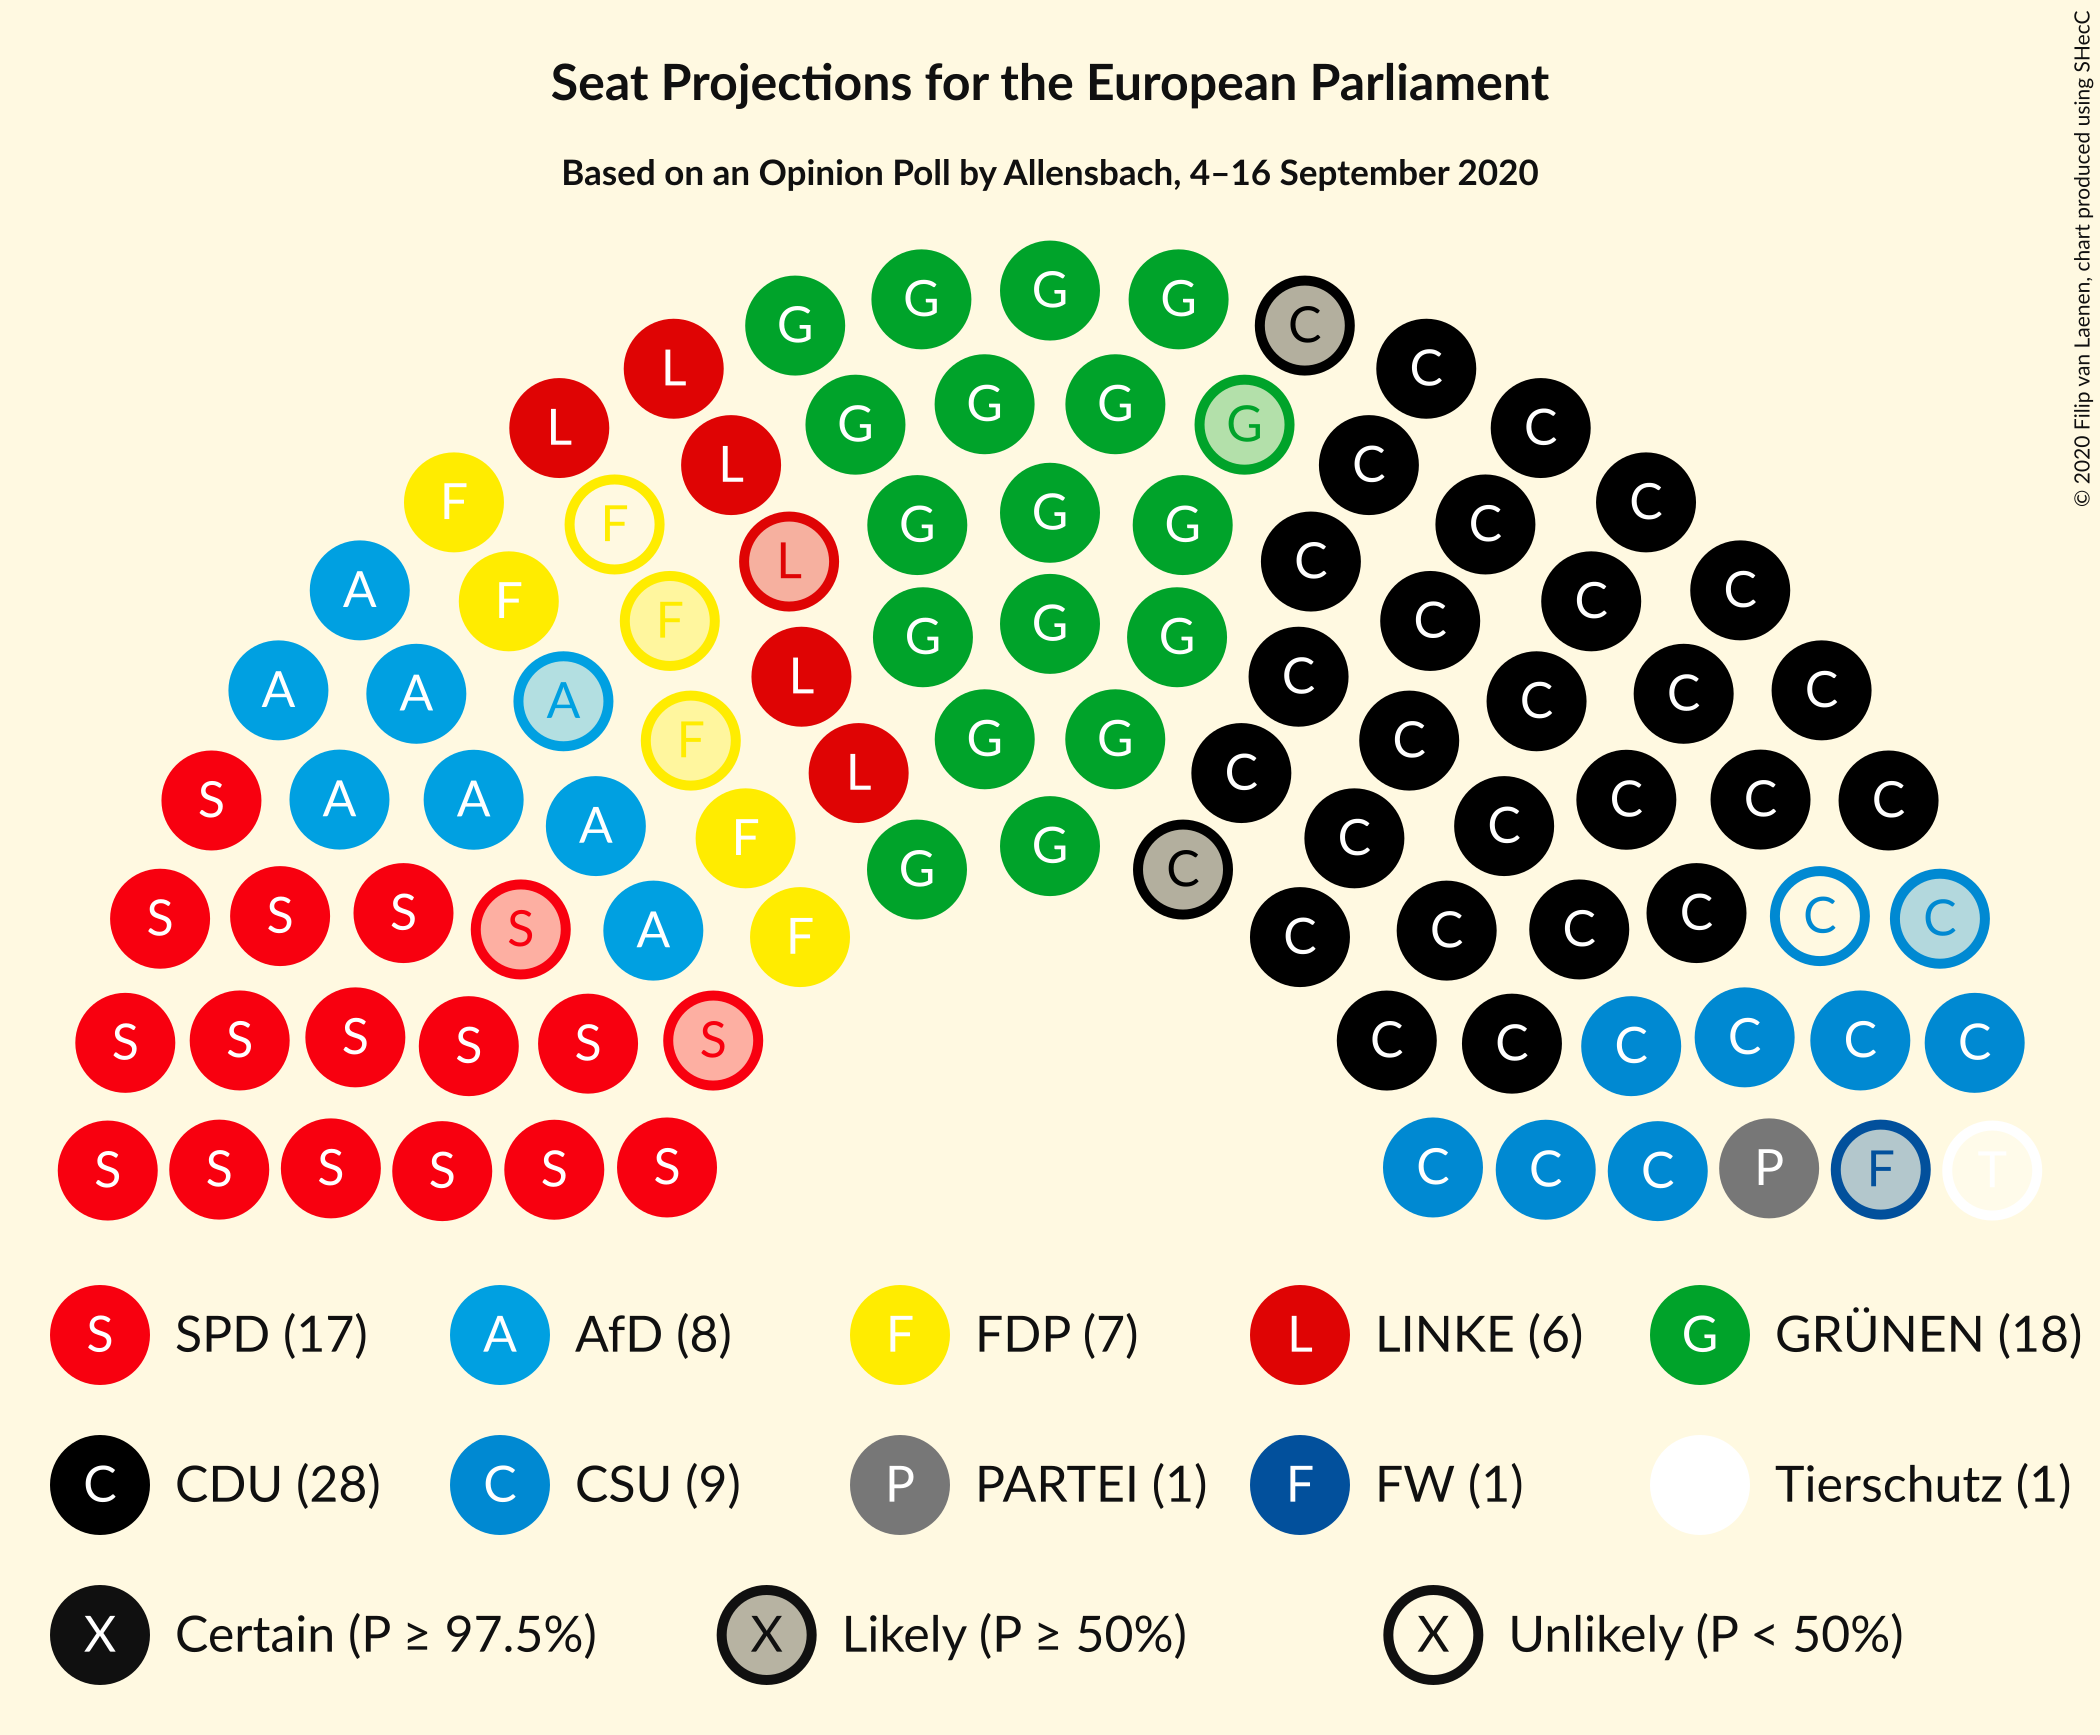 Seat Projections for the European Parliament
Based on an Opinion Poll by Allensbach, 4–16 September 2020
© 2020 Filip van Laenen, chart produced using SHecC
G G G G C
L G G G G C
L L G G G C C
F F L G G G C C C
A F F L G G G C C C C
A A A F L G G C C C C C
S A A A F G G C C C C C C
S S S S A F C C C C C C
S S S S S S C C C C C C
S S S S S S C C C P F T
S SPD (17) A AfD (8) F FDP (7) L LINKE (6) G GRÜNEN (18)
C CDU (28) C CSU (9) P PARTEI (1) F FW (1) Tierschutz (1)
X Certain (P ≥ 97.5%) X Likely (P ≥ 50%) X Unlikely (P < 50%)